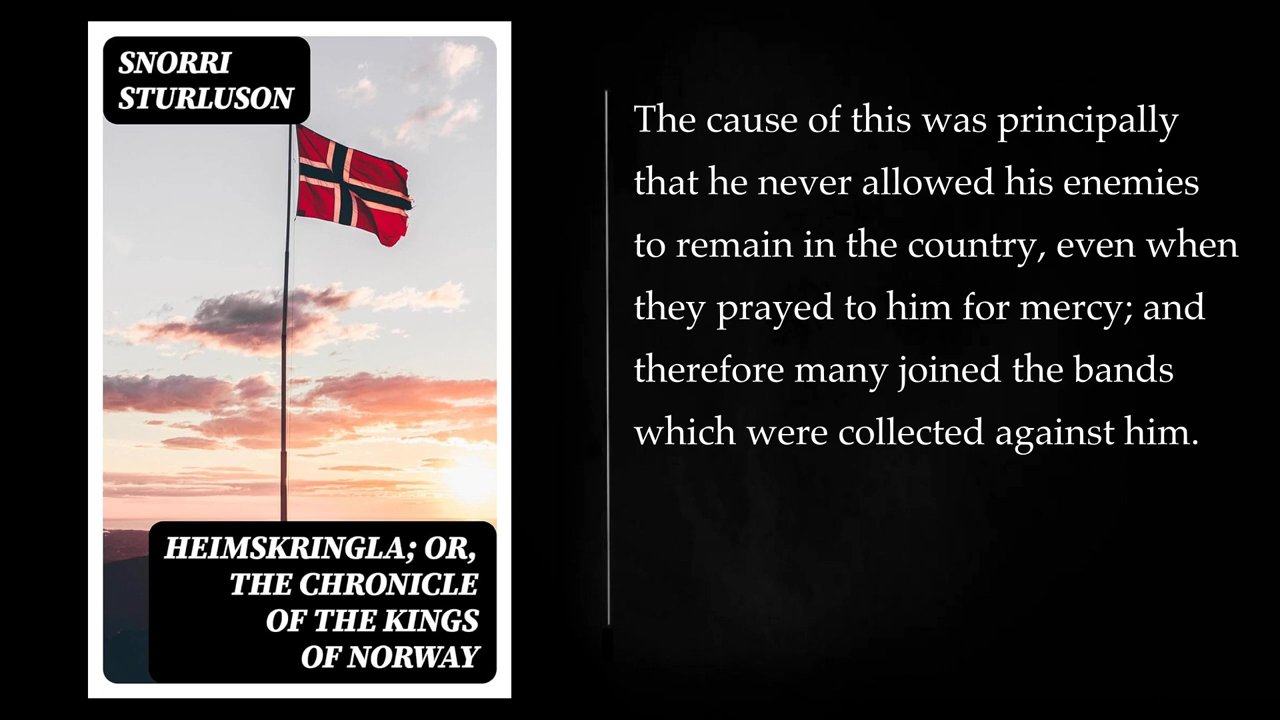 SNORRI
STURLUSON
HEIMSKRINGLA; OR,
THE CHRONICLE
OF THE KINGS
OF NORWAY
The cause of this was principally
that he never allowed his enemies
to remain in the country, even when
they prayed to him for mercy; and
therefore many joined the bands
which were collected against him.